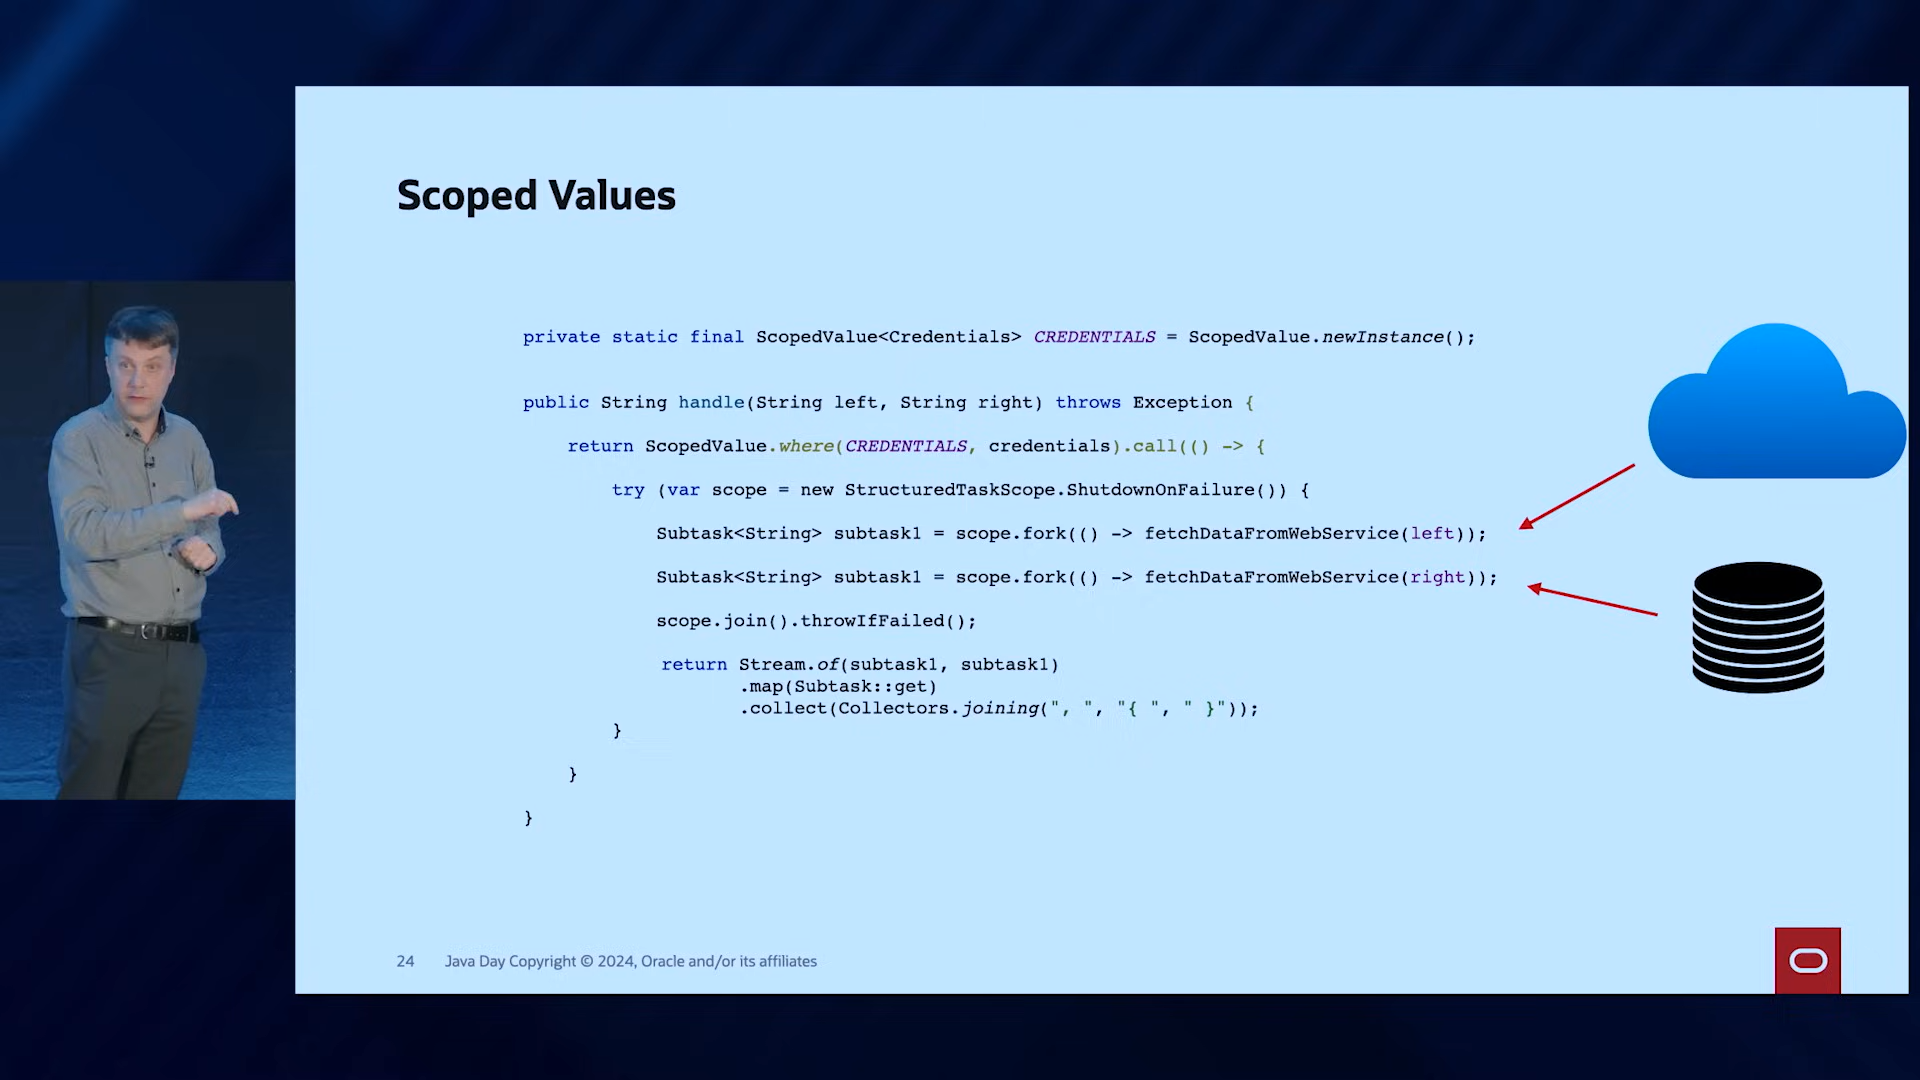 Scoped Values
private static final ScopedValue<Credentials> CREDENTIALS = ScopedValue.newInstance();
public String handle(String left, String right) throws Exception {
return ScopedValue.where(CREDENTIALS, credentials).call(() -> {
try (var scope = new StructuredTaskScope.ShutdownOnFailure()) {
Subtask<String> subtask1 = scope.fork(() -> fetchDataFromWebService(left));
Subtask<String> subtask1 = scope.fork(() -> fetchDataFromWebService(right));
scope.join().throwIfFailed();
return Stream.of(subtask1, subtask1)
.map(Subtask::get)
.collect(Collectors.joining(", ", "{ ", " }"));
}
}
}
24 Java Day Copyright © 2024, Oracle and/or its affiliates